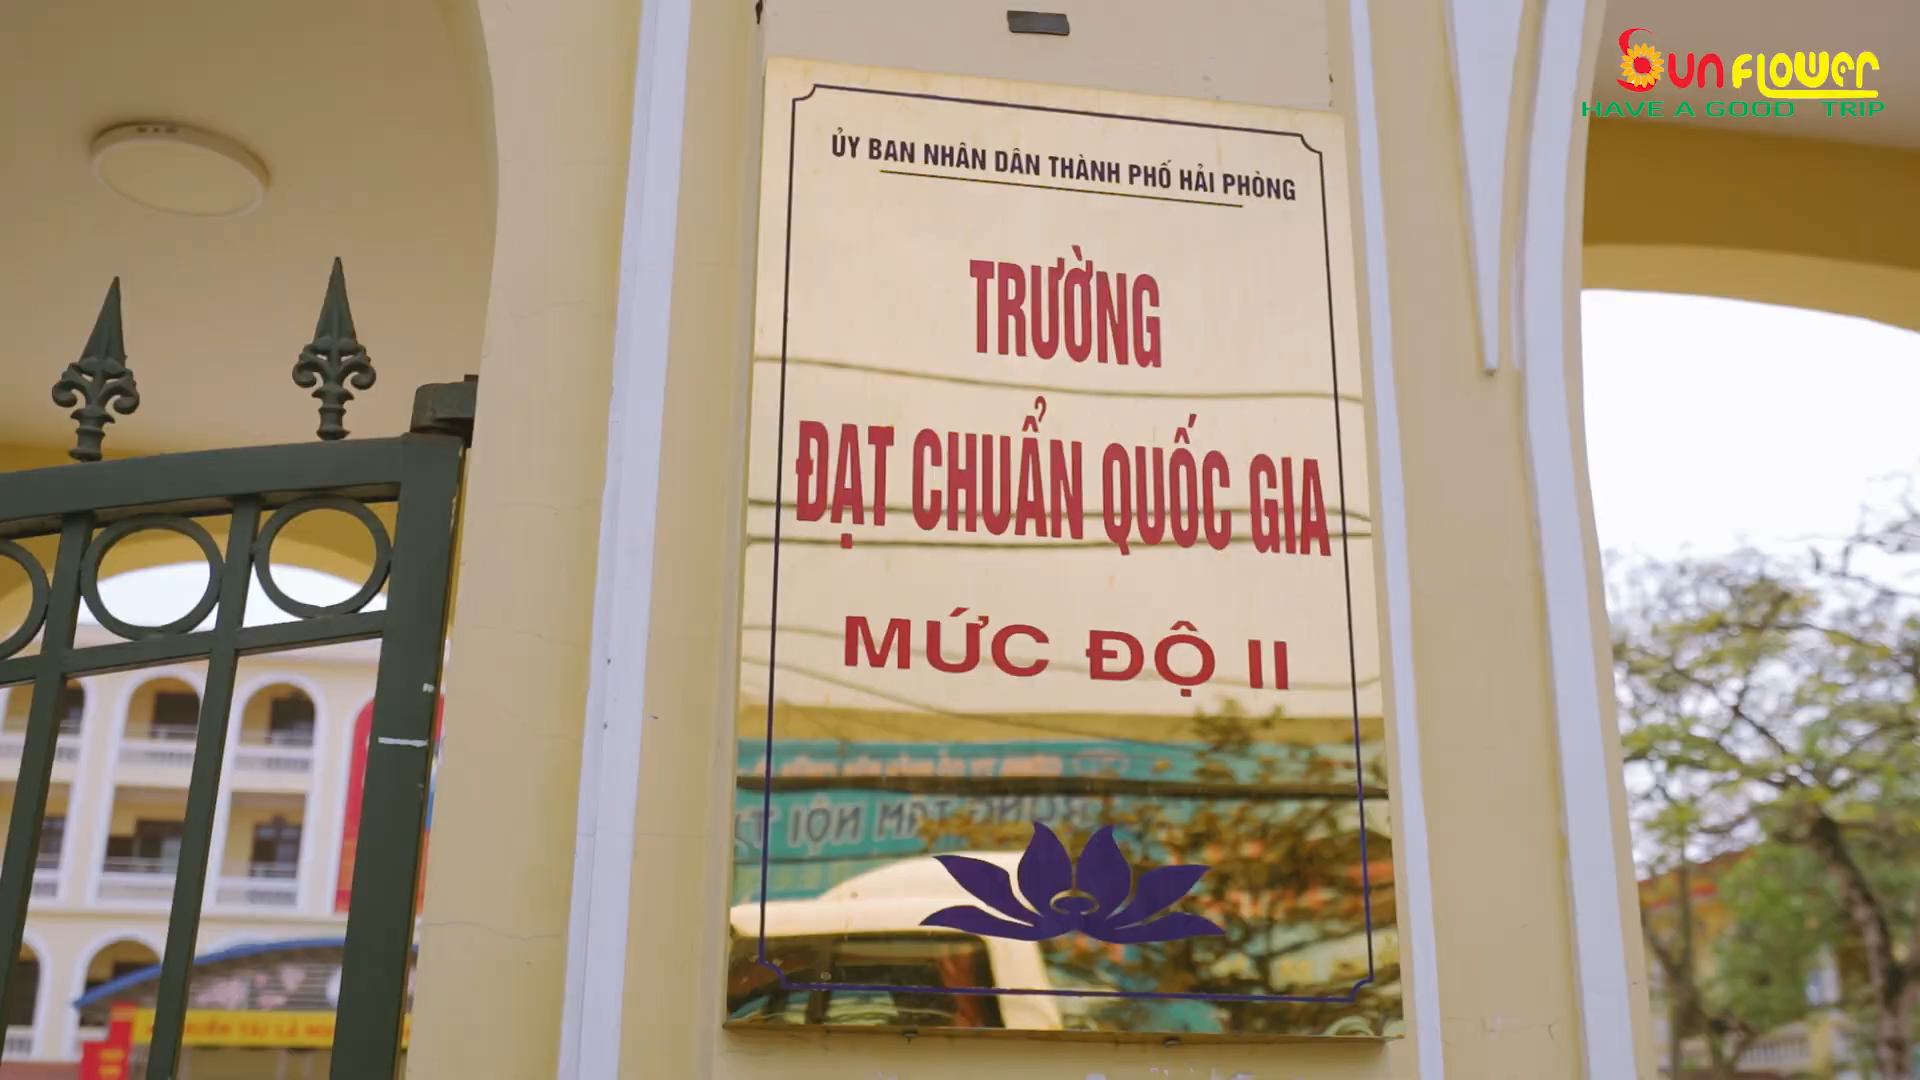 Sunflower
HAVE A GOOD TRIP
ỦY BAN NHÂN DÂN THÀNH PHỐ HẢI PHÒNG
TRƯỜNG
ĐẠT CHUẨN QUỐC GIA
MỨC ĐỘ II